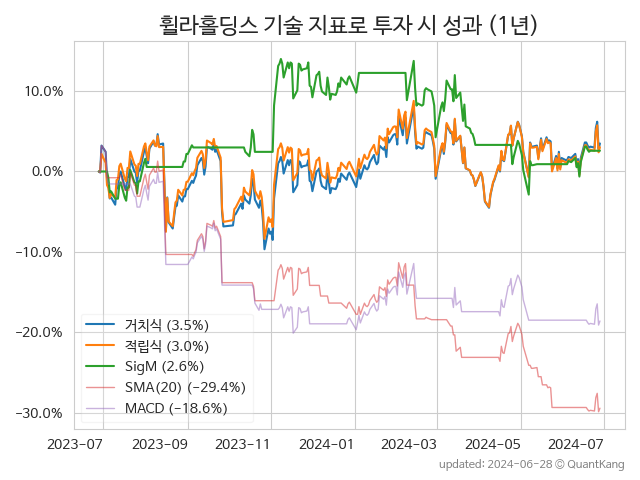 휠라홀딩스 기술 지표로 투자 시 성과 (1년)
10.0%
0.0%
−10.0%
−20.0%
−30.0%
거치식 (3.5%)
적립식 (3.0%)
SigM (2.6%)
SMA(20) (−29.4%)
MACD (−18.6%)
2023-07
2023-09
2023-11
2024-01
2024-03
2024-05
2024-07
updated: 2024-06-28 © QuantKang